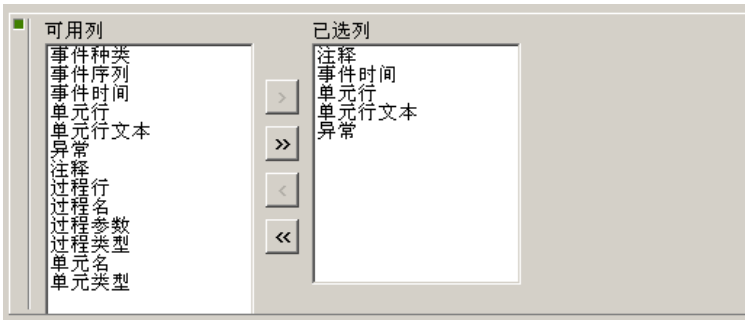 可用列
事件种类
事件序列
事件时间
单元行
单元行文本
异常
注释
过程行
过程名
过程参数
过程类型
单元名
单元类型
>
>>
<
<<
已选列
注释
事件时间
单元行
单元行文本
异常